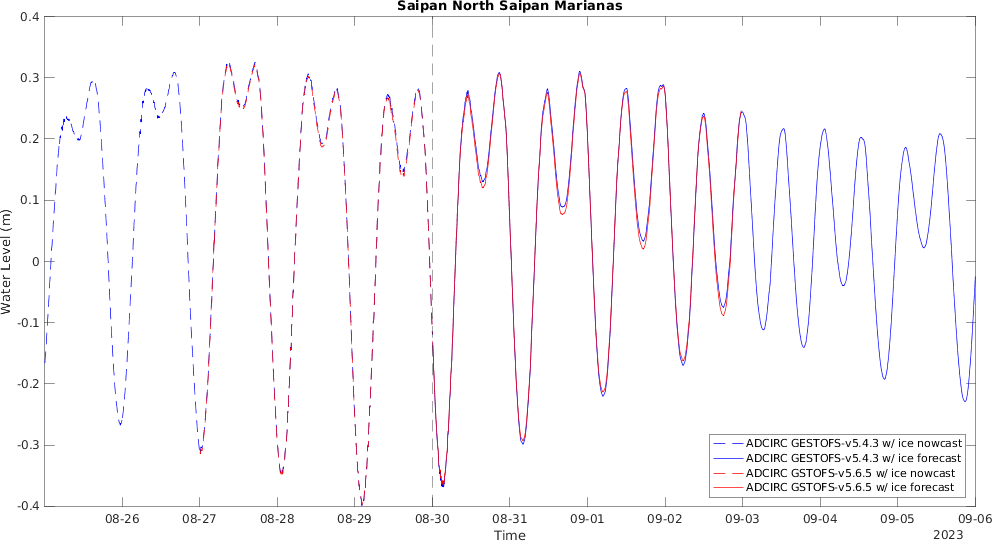 Saipan North Saipan Marianas
0.4
0.3
0.2
0.1
0
-0.1
-0.2
-0.3
-0.4
Water Level (m)
ADCIRC GESTOFS-v5.4.3 w/ ice nowcast
ADCIRC GESTOFS-v5.4.3 w/ ice forecast
ADCIRC GSTOFS-v5.6.5 w/ ice nowcast
ADCIRC GSTOFS-v5.6.5 w/ ice forecast
08-26 08-27 08-28 08-29 08-30 08-31 09-01 09-02 09-03 09-04 09-05 09-06
Time 2023